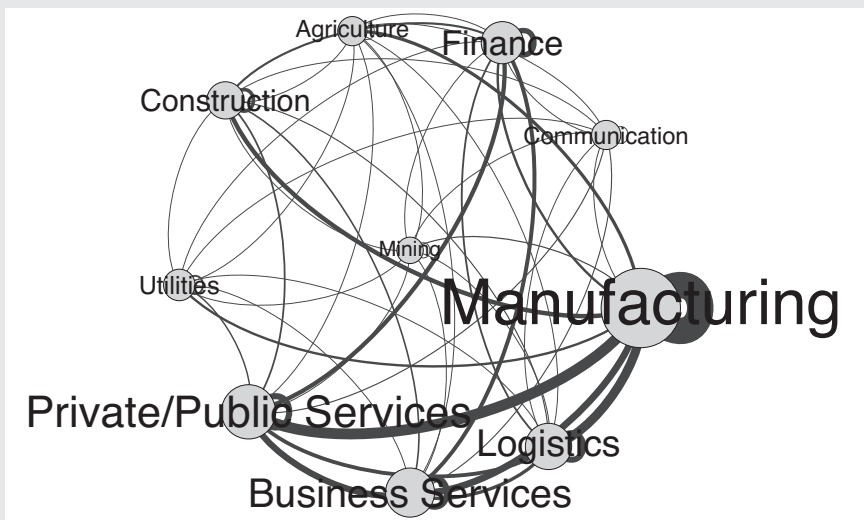 Agriculture
Finance
Construction
Communication
Mining
Utilities
Manufacturing
Private/Public Services
Logistics
Business Services